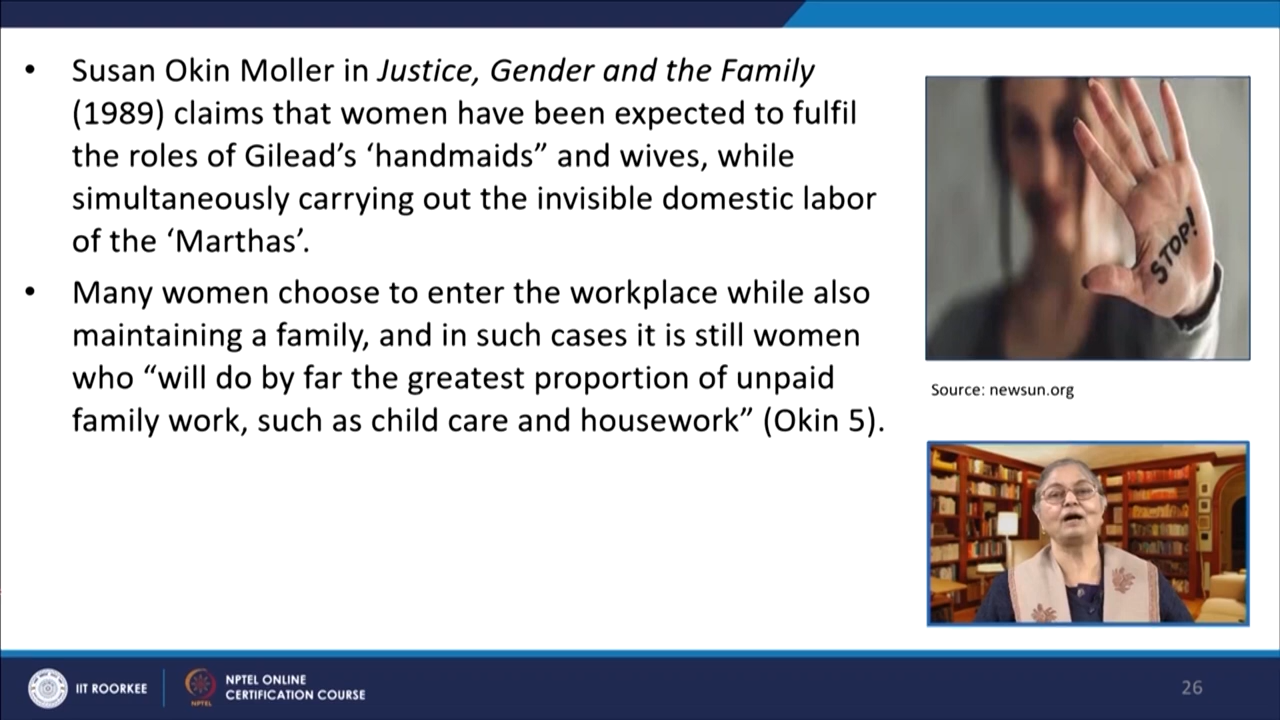 • Susan Okin Moller in Justice, Gender and the Family
(1989) claims that women have been expected to fulfil
the roles of Gilead’s ‘handmaids” and wives, while
simultaneously carrying out the invisible domestic labor
of the ‘Marthas’.
• Many women choose to enter the workplace while also
maintaining a family, and in such cases it is still women
who “will do by far the greatest proportion of unpaid
family work, such as child care and housework” (Okin 5).
STOP!
Source: newsun.org
IIT ROORKEE
NPTEL
NPTEL ONLINE
CERTIFICATION COURSE
26